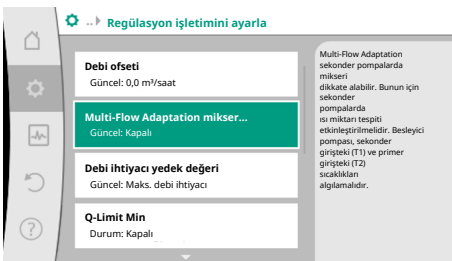 .. Regülasyon işletimini ayarla
Debi ofseti
Güncel: 0,0 m³/saat
Multi-Flow Adaptation mikser...
Güncel: Kapalı
Debi ihtiyacı yedek değeri
Güncel: Maks. debi ihtiyacı
Q-Limit Min
Durum: Kapalı
Multi-Flow Adaptation
sekonder pompalarda
mikseri
dikkate alabilir. Bunun için
sekonder
pompalarda
ısı miktarı tespiti
etkinleştirilmelidir. Besleyici
pompası, sekonder
girişteki (T1) ve primer
girişteki (T2)
sıcaklıkları
algılamalıdır.